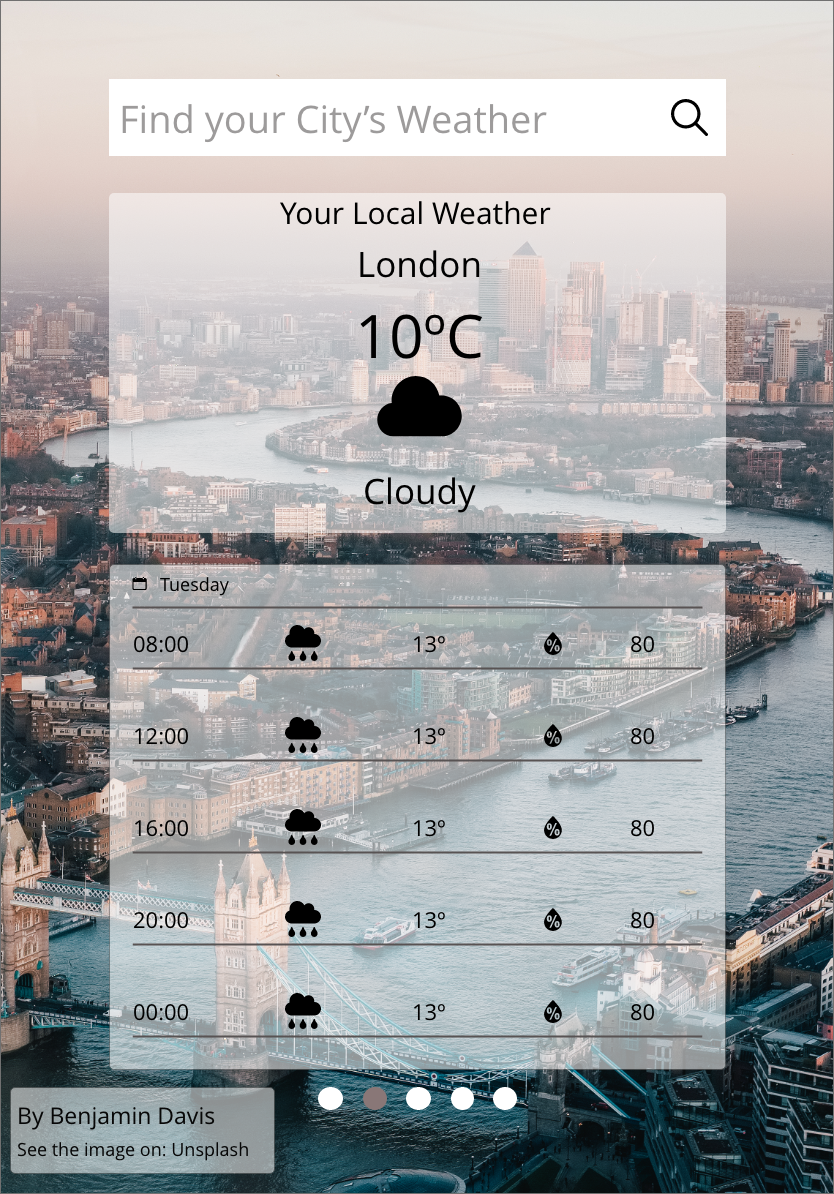 Find your City’s Weather
Your Local Weather
London
10ºC
Cloudy
Tuesday
08:00 13º % 80
12:00 13º % 80
16:00 13º % 80
20:00 13º % 80
00:00 13º % 80
By Benjamin Davis
See the image on: Unsplash